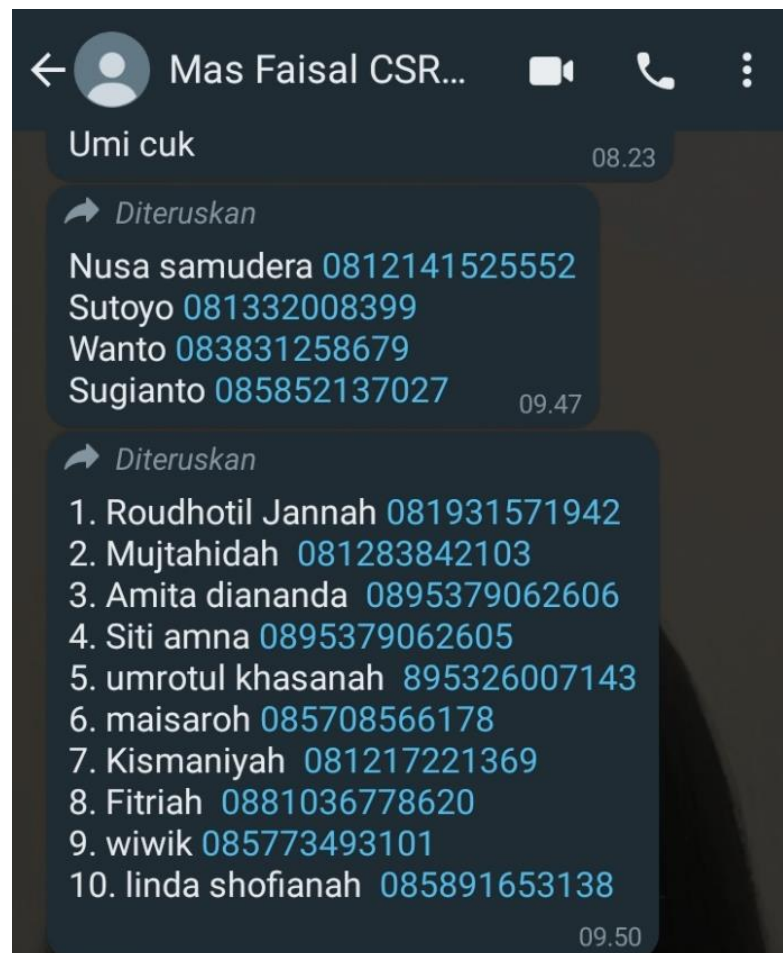 Mas Faisal CSR...
Umi cuk
08.23
Diteruskan
Nusa samudera 0812141525552
Sutoyo 081332008399
Wanto 083831258679
Sugianto 085852137027
09.47
Diteruskan
1. Roudhotil Jannah 081931571942
2. Mujtahidah 081283842103
3. Amita diananda 0895379062606
4. Siti amna 0895379062605
5. umrotul khasanah 895326007143
6. maisaroh 085708566178
7. Kismaniyah 081217221369
8. Fitriah 0881036778620
9. wiwik 085773493101
10. linda shofianah 085891653138
09.50